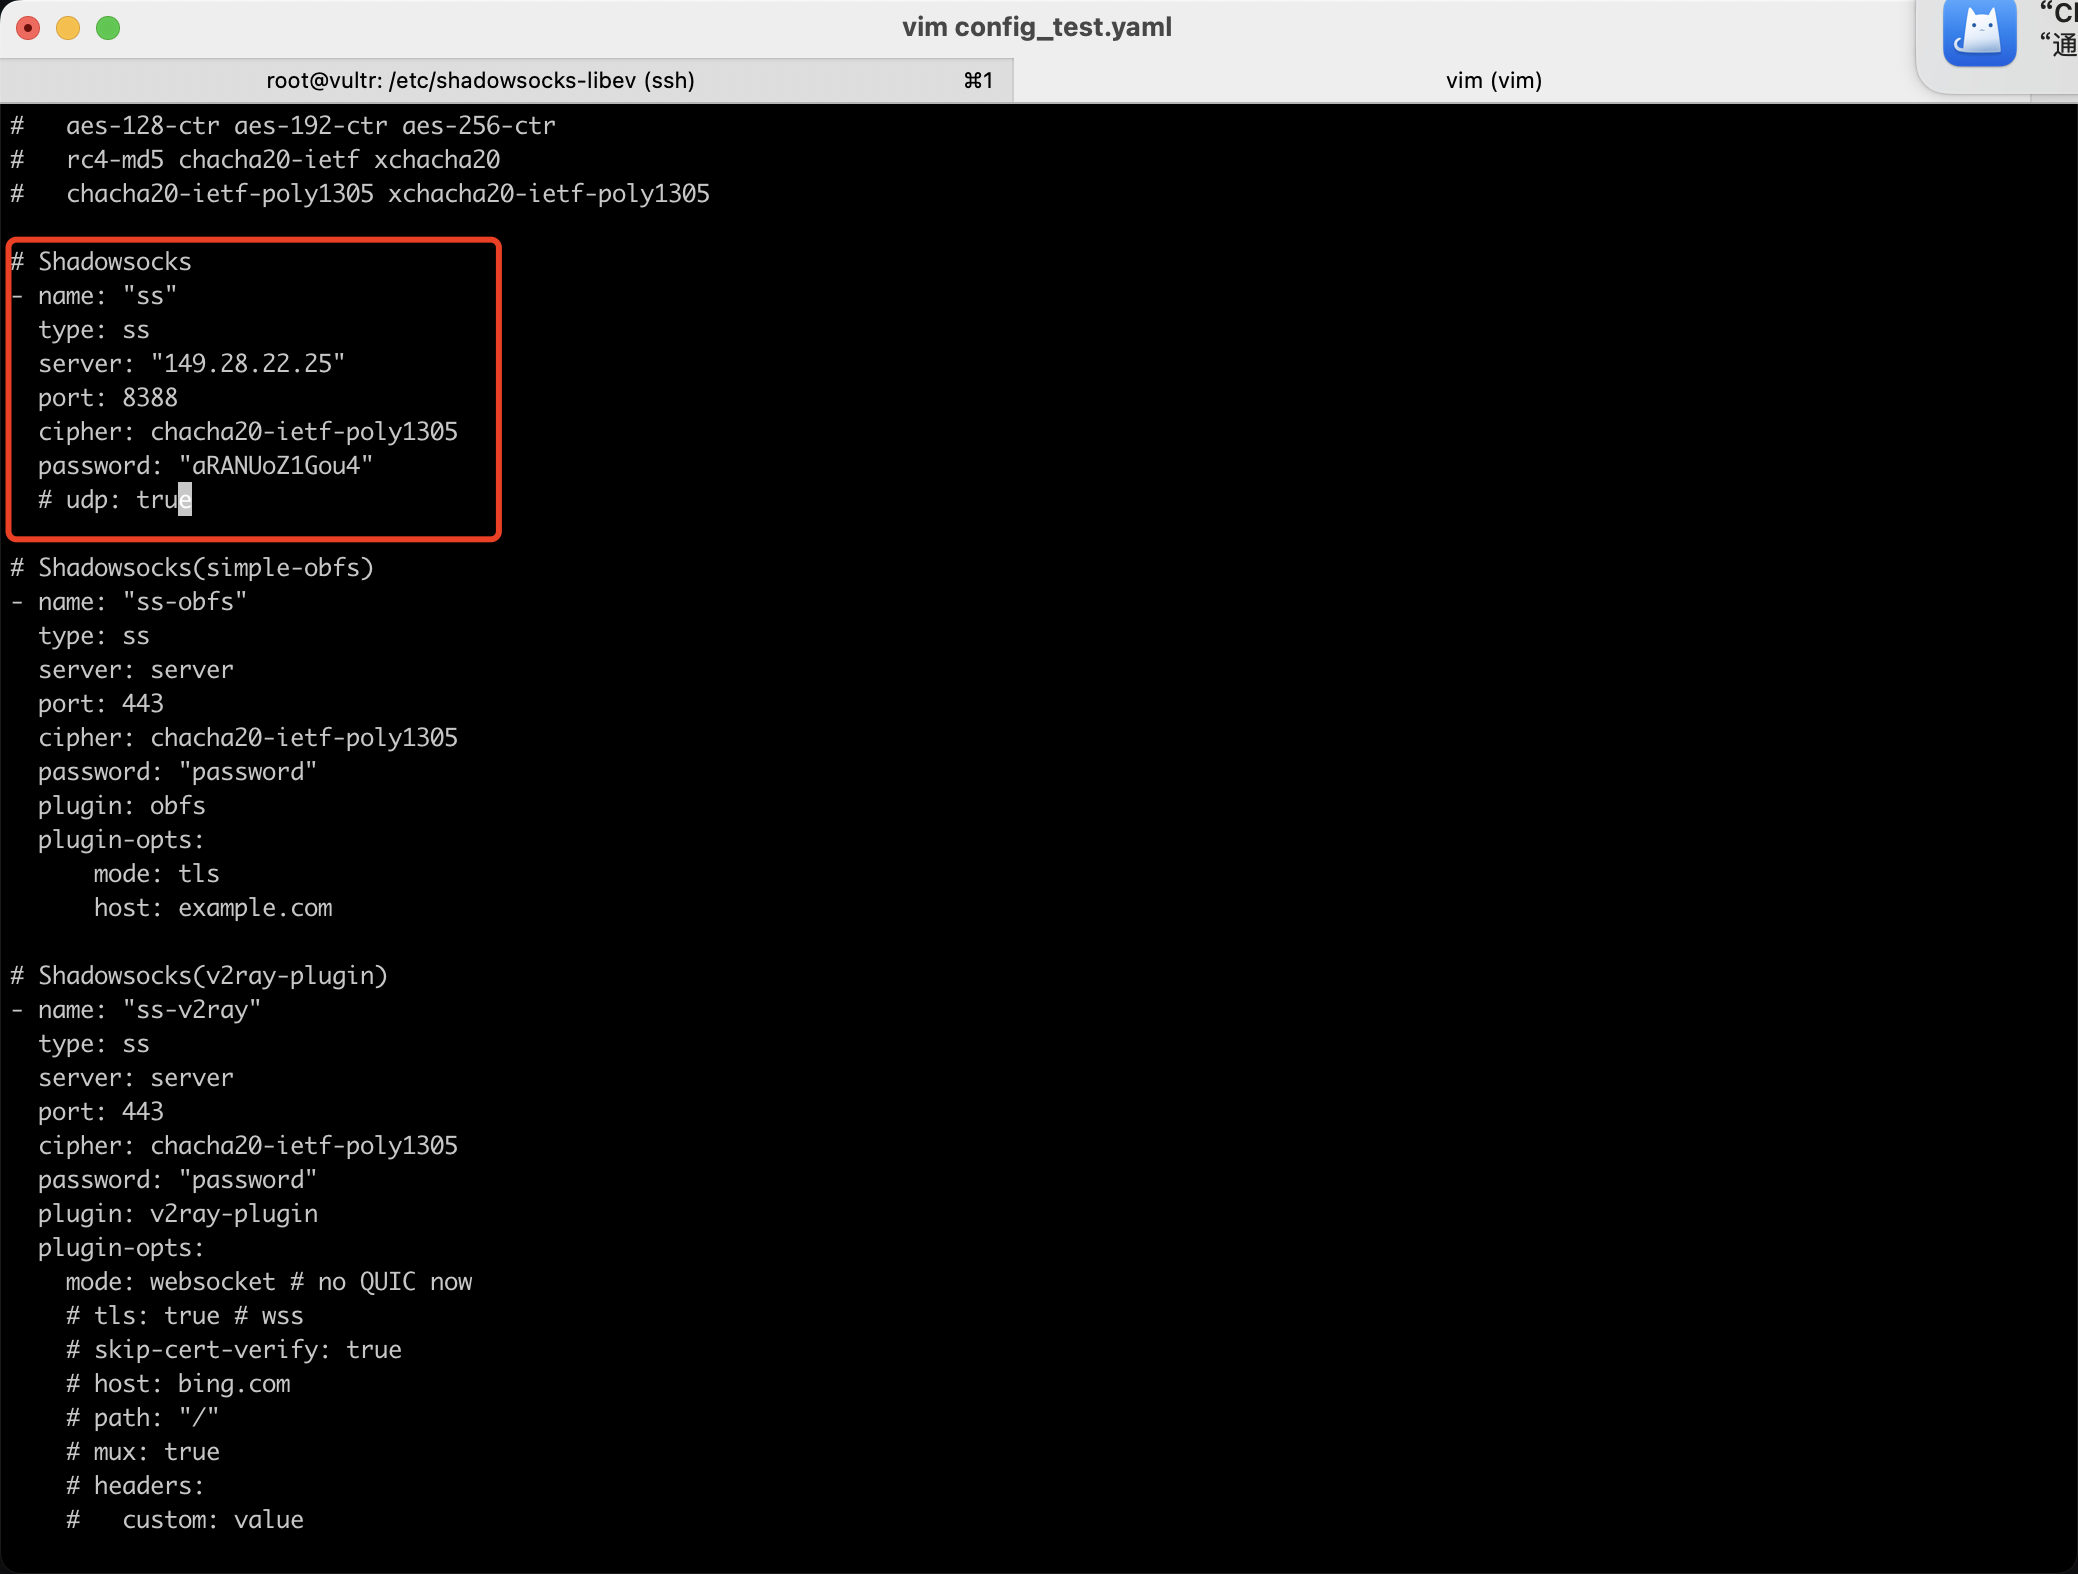 vim config_test.yaml
“Cl
“通
root@vultr: /etc/shadowsocks-libev (ssh) ⌘1
vim (vim)
#   aes-128-ctr aes-192-ctr aes-256-ctr
#   rc4-md5 chacha20-ietf xchacha20
#   chacha20-ietf-poly1305 xchacha20-ietf-poly1305
# Shadowsocks
- name: "ss"
  type: ss
  server: "149.28.22.25"
  port: 8388
  cipher: chacha20-ietf-poly1305
  password: "aRANUoZ1Gou4"
  # udp: true
# Shadowsocks(simple-obfs)
- name: "ss-obfs"
  type: ss
  server: server
  port: 443
  cipher: chacha20-ietf-poly1305
  password: "password"
  plugin: obfs
  plugin-opts:
      mode: tls
      host: example.com
# Shadowsocks(v2ray-plugin)
- name: "ss-v2ray"
  type: ss
  server: server
  port: 443
  cipher: chacha20-ietf-poly1305
  password: "password"
  plugin: v2ray-plugin
  plugin-opts:
    mode: websocket # no QUIC now
    # tls: true # wss
    # skip-cert-verify: true
    # host: bing.com
    # path: "/"
    # mux: true
    # headers:
    #   custom: value